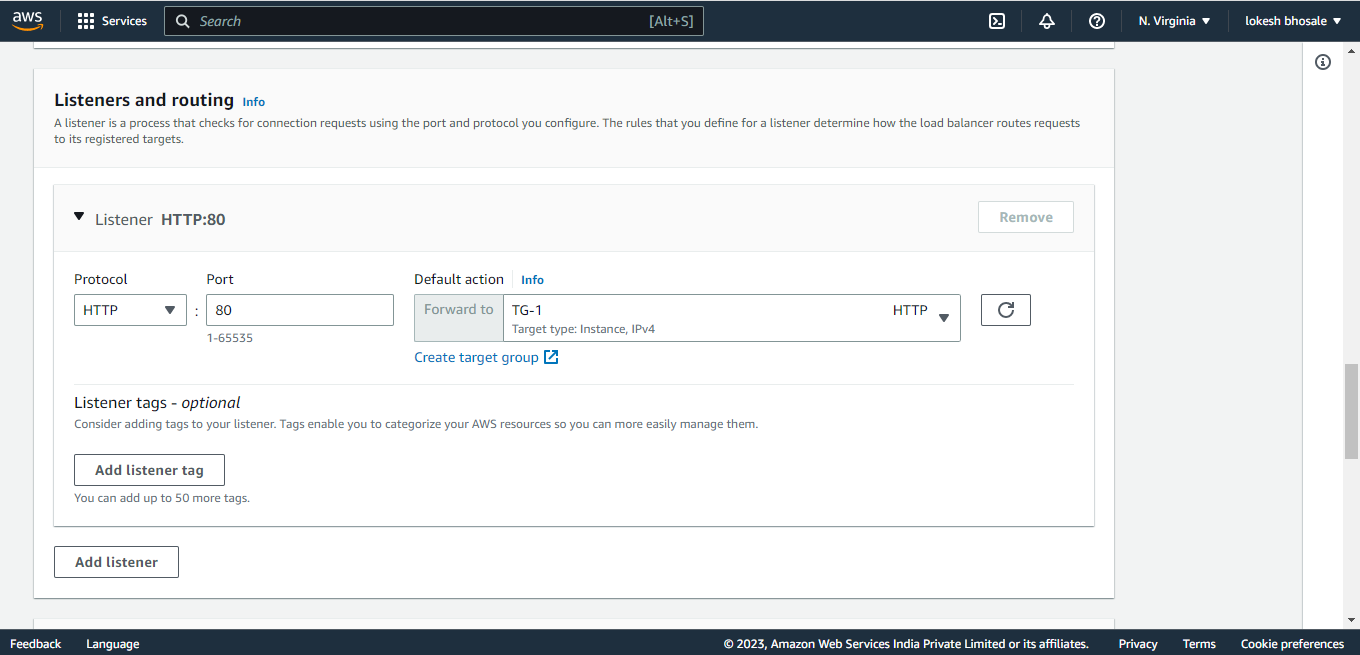 aws Services Search [Alt+S] N. Virginia lokesh bhosale
Listeners and routing Info
A listener is a process that checks for connection requests using the port and protocol you configure. The rules that you define for a listener determine how the load balancer routes requests
to its registered targets.
Listener HTTP:80 Remove
Protocol Port Default action Info
HTTP : 80 Forward to TG-1 HTTP
Target type: Instance, IPv4
1-65535
Create target group
Listener tags - optional
Consider adding tags to your listener. Tags enable you to categorize your AWS resources so you can more easily manage them.
Add listener tag
You can add up to 50 more tags.
Add listener
Feedback Language © 2023, Amazon Web Services India Private Limited or its affiliates. Privacy Terms Cookie preferences